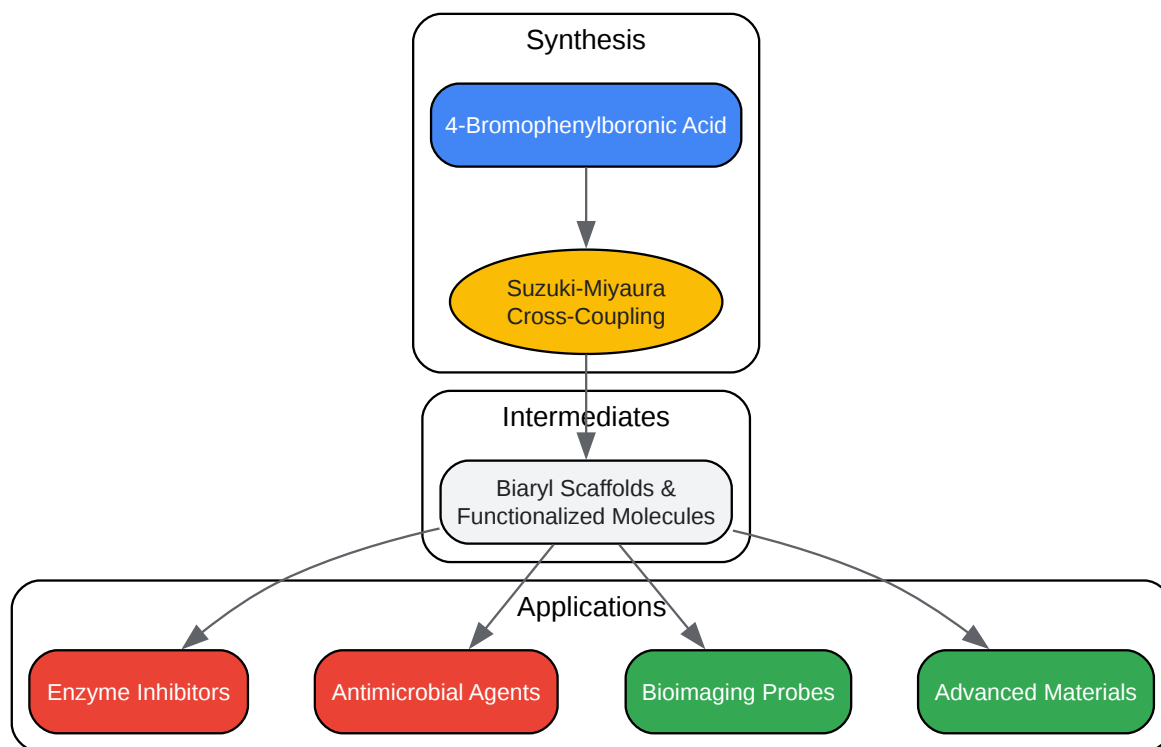 Synthesis
4-Bromophenylboronic Acid
Suzuki-Miyaura
Cross-Coupling
Intermediates
Biaryl Scaffolds &
Functionalized Molecules
Applications
Enzyme Inhibitors
Antimicrobial Agents
Bioimaging Probes
Advanced Materials